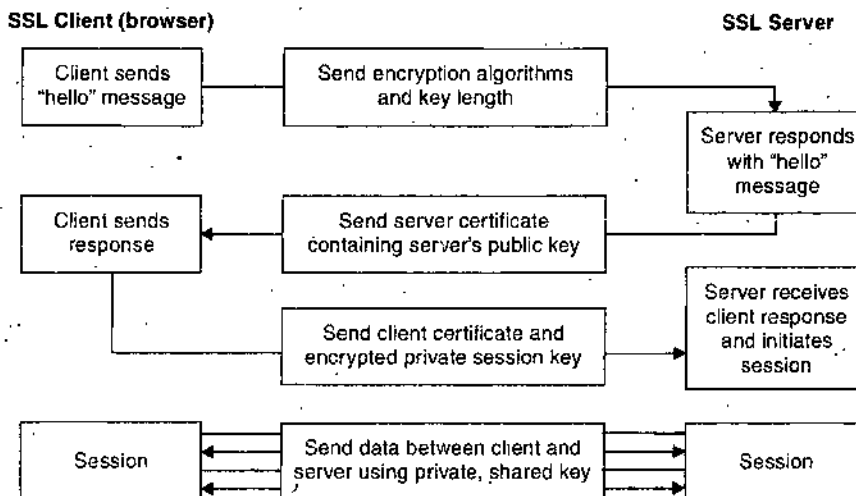 SSL Client (browser)
SSL Server
Client sends
"hello" message
Send encryption algorithms
and key length
Server responds
with "hello"
message
Client sends
response
Send server certificate
containing server's public key
Server receives
client response
and initiates
session
Send client certificate and
encrypted private session key
Session
Send data between client and
server using private, shared key
Session